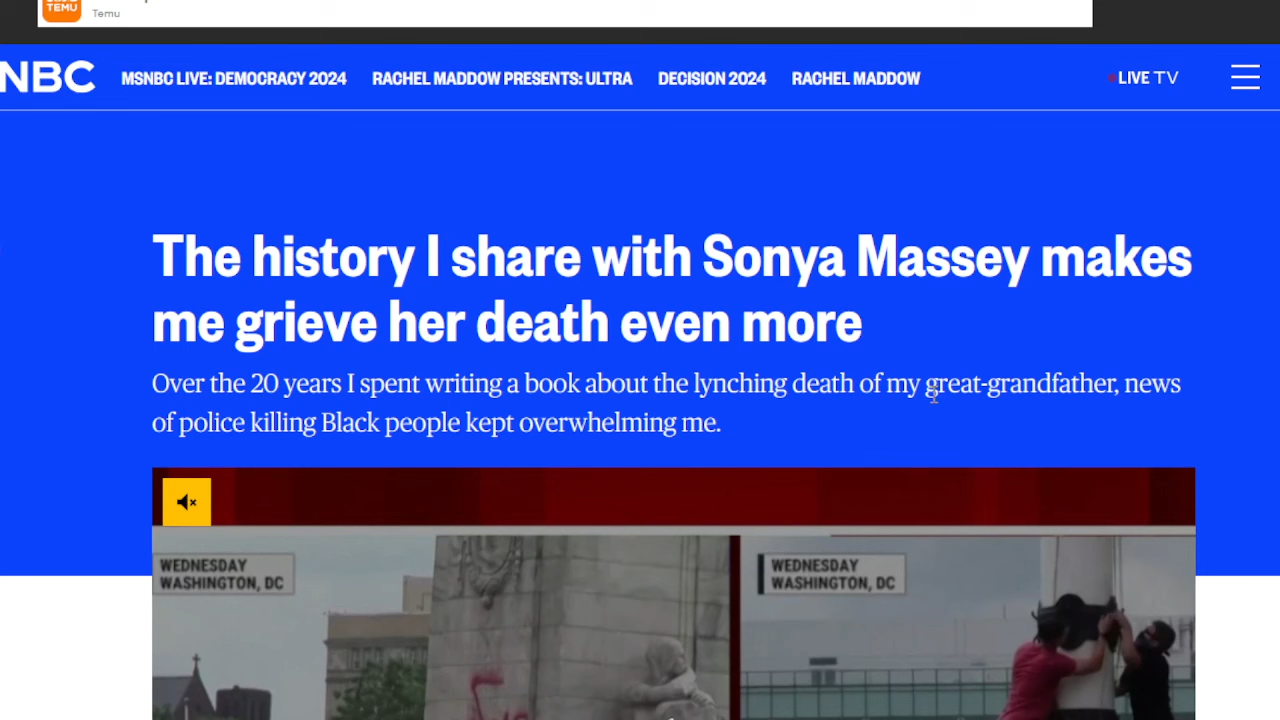 TEMU
Temu
NBC
MSNBC LIVE: DEMOCRACY 2024
RACHEL MADDOW PRESENTS: ULTRA
DECISION 2024
RACHEL MADDOW
LIVE TV
The history I share with Sonya Massey makes
me grieve her death even more
Over the 20 years I spent writing a book about the lynching death of my great-grandfather, news
of police killing Black people kept overwhelming me.
WEDNESDAY
WASHINGTON, DC
WEDNESDAY
WASHINGTON, DC